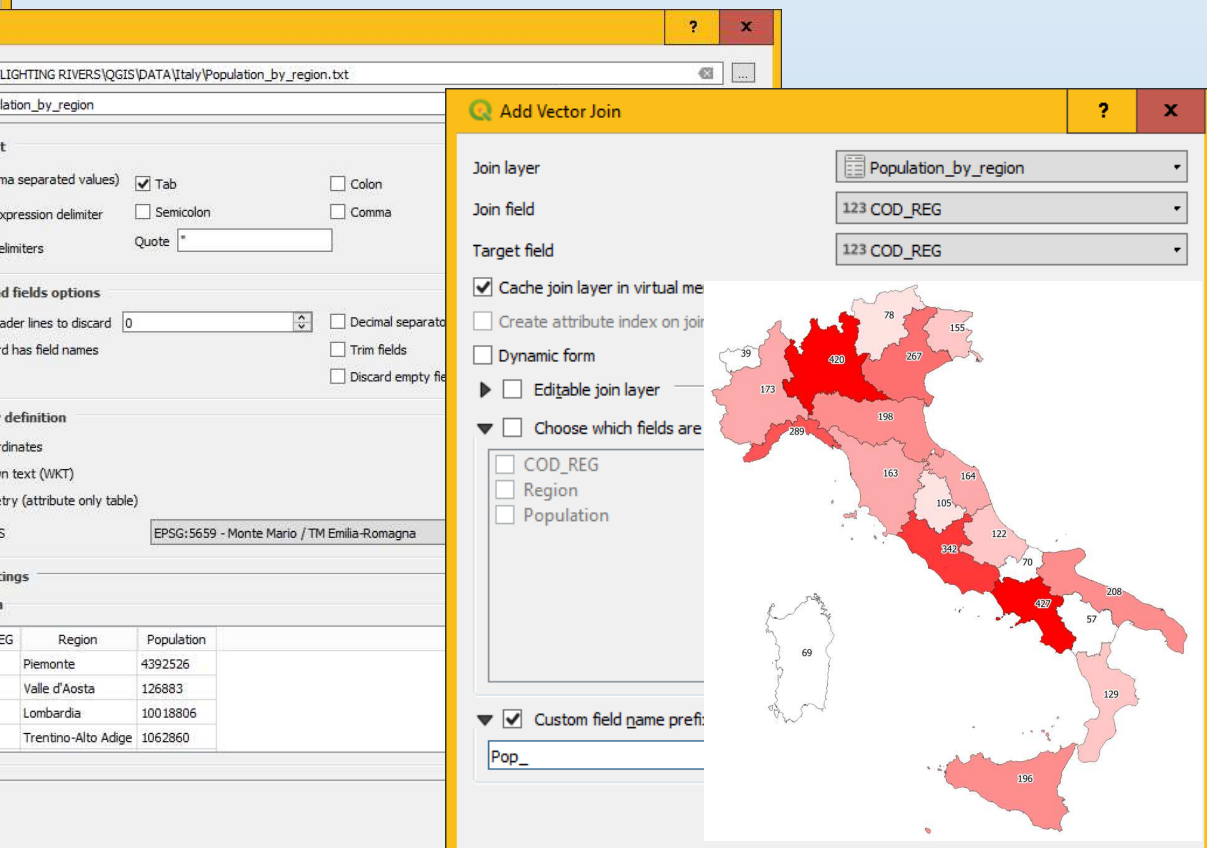 ? x
LIGHTING RIVERS\QGIS\DATA\Italy\Population_by_region.txt ...
lation_by_region
t
ma separated values) Tab Colon
xpression delimiter Semicolon Comma
elimiters Quote "
d fields options
ader lines to discard 0 Decimal separato
d has field names Trim fields
Discard empty fie
definition
rdinates
n text (WKT)
etry (attribute only table)
S EPSG:5659 - Monte Mario / TM Emilia-Romagna
tings
a
EG Region Population
Piemonte 4392526
Valle d'Aosta 126883
Lombardia 10018806
Trentino-Alto Adige 1062860
Add Vector Join ? x
Join layer Population_by_region
Join field 123 COD_REG
Target field 123 COD_REG
Cache join layer in virtual me
Create attribute index on join
Dynamic form
Editable join layer
Choose which fields are
COD_REG
Region
Population
Custom field name prefi
Pop_
78
155
39
420
267
173
198
289
163
164
105
122
342
70
208
427
57
69
129
196